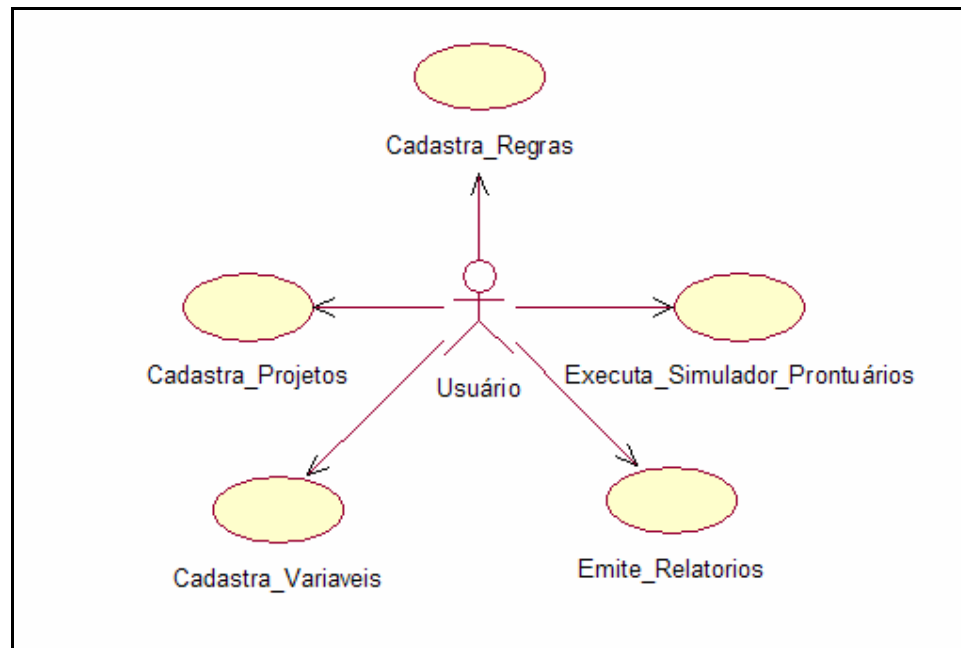 Cadastra_Regras
Cadastra_Projetos
Usuário
Executa_Simulador_Prontuários
Cadastra_Variaveis
Emite_Relatorios